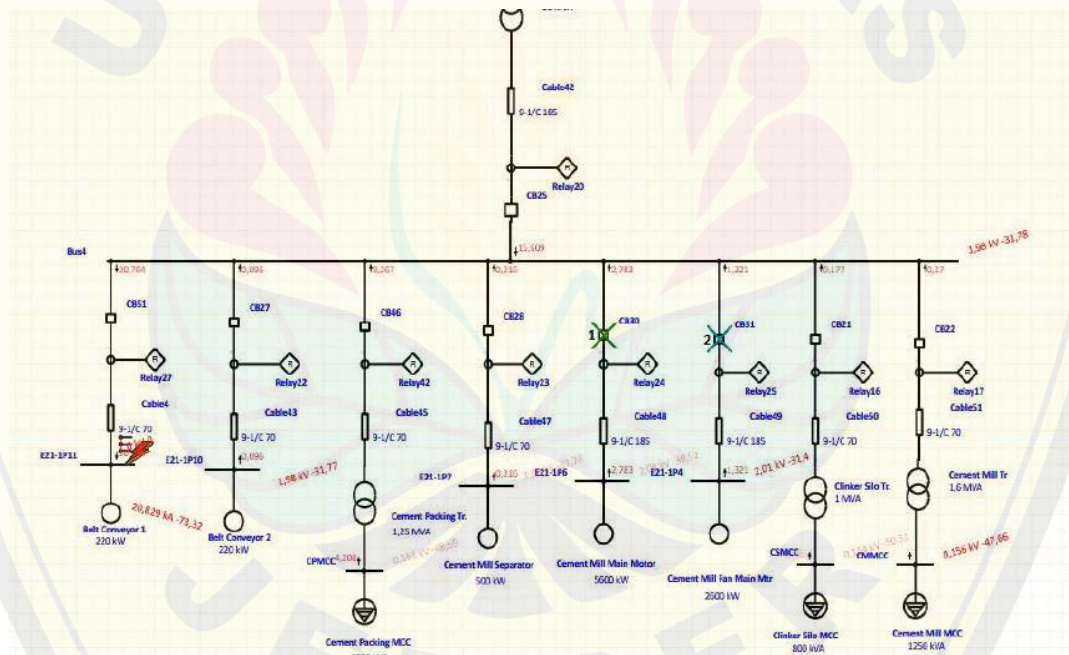 Cable42
9-1/C 185
R
Relay20
CB25
15,909
Bus4
1,98 kV -31,78
20,764
0,096
0,267
0,216
2,783
1,321
0,177
0,27
CB51
CB27
CB46
CB28
1
CB30
2
CB31
CB21
CB22
R
R
R
R
R
R
R
R
Relay27
Relay22
Relay42
Relay23
Relay24
Relay25
Relay16
Relay17
Cable4
Cable43
Cable45
Cable47
Cable48
Cable49
Cable50
Cable51
9-1/C 70
9-1/C 70
9-1/C 70
9-1/C 70
9-1/C 185
9-1/C 185
9-1/C 70
9-1/C 70
E21-1P11
E21-1P10
0,096
1,98 kV -31,77
E21-1P7
0,216
E21-1P6
2,783
E21-1P4
1,321
2,01 kV -31,4
Clinker Silo Tr.
1 MVA
Cement Mill Tr
1,6 MVA
20,829 kA -73,32
Belt Conveyor 1
220 kW
Belt Conveyor 2
220 kW
Cement Packing Tr.
1,25 MVA
CPMCC
4,208
Cement Mill Separator
500 kW
Cement Mill Main Motor
5600 kW
Cement Mill Fan Main Mtr
2600 kW
CSMCC
CMMCC
0,156 kV -47,66
Cement Packing MCC
Clinker Silo MCC
800 kVA
Cement Mill MCC
1250 kVA